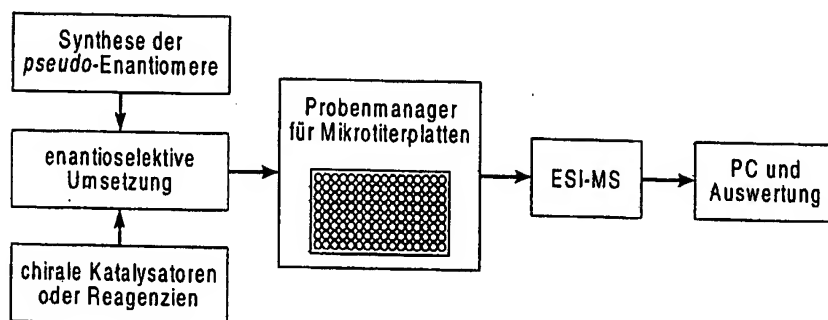 Synthese der
pseudo-Enantiomere
enantioselektive
Umsetzung
chirale Katalysatoren
oder Reagenzien
Probenmanager
für Mikrotiterplatten
ESI-MS
PC und
Auswertung